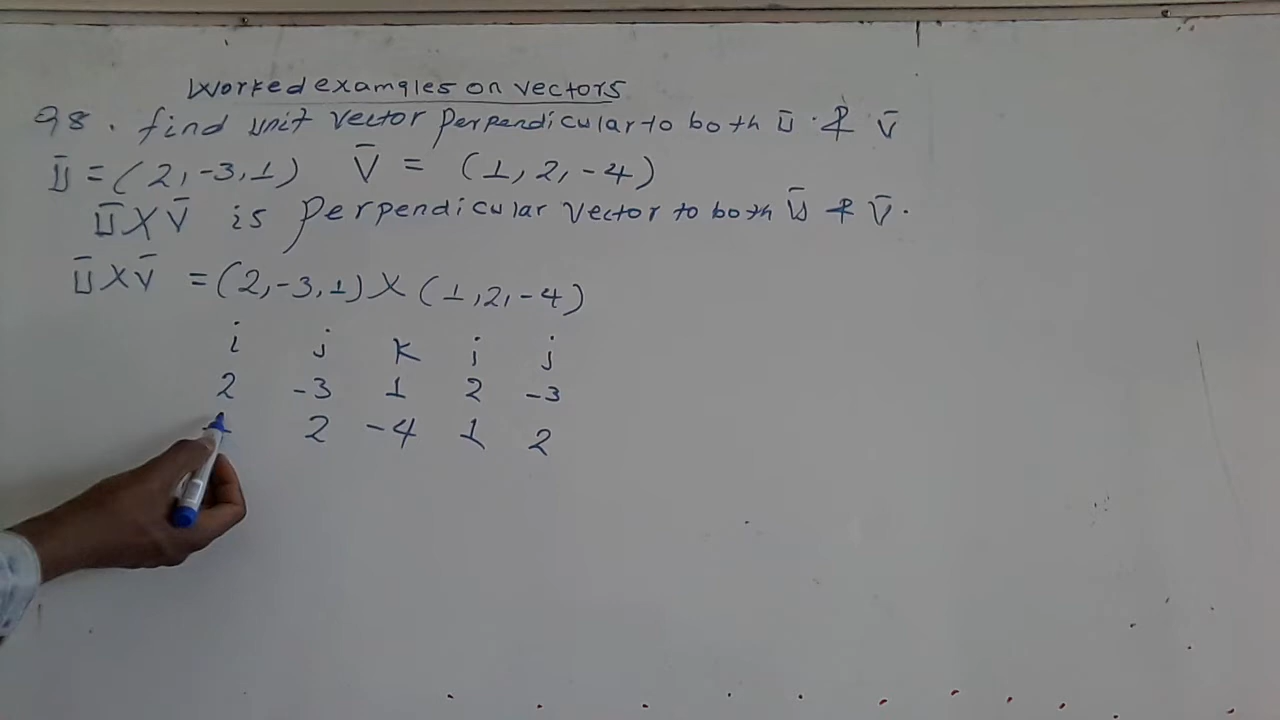 Worked examples on vectors
98. find unit vector perpendicular to both Ū & V̄
Ū = (2, -3, 1) V̄ = (1, 2, -4)
Ū X V̄ is perpendicular vector to both Ū & V̄.
Ū X V̄ = (2, -3, 1) X (1, 2, -4)
i j k i j
2 -3 1 2 -3
2 -4 1 2